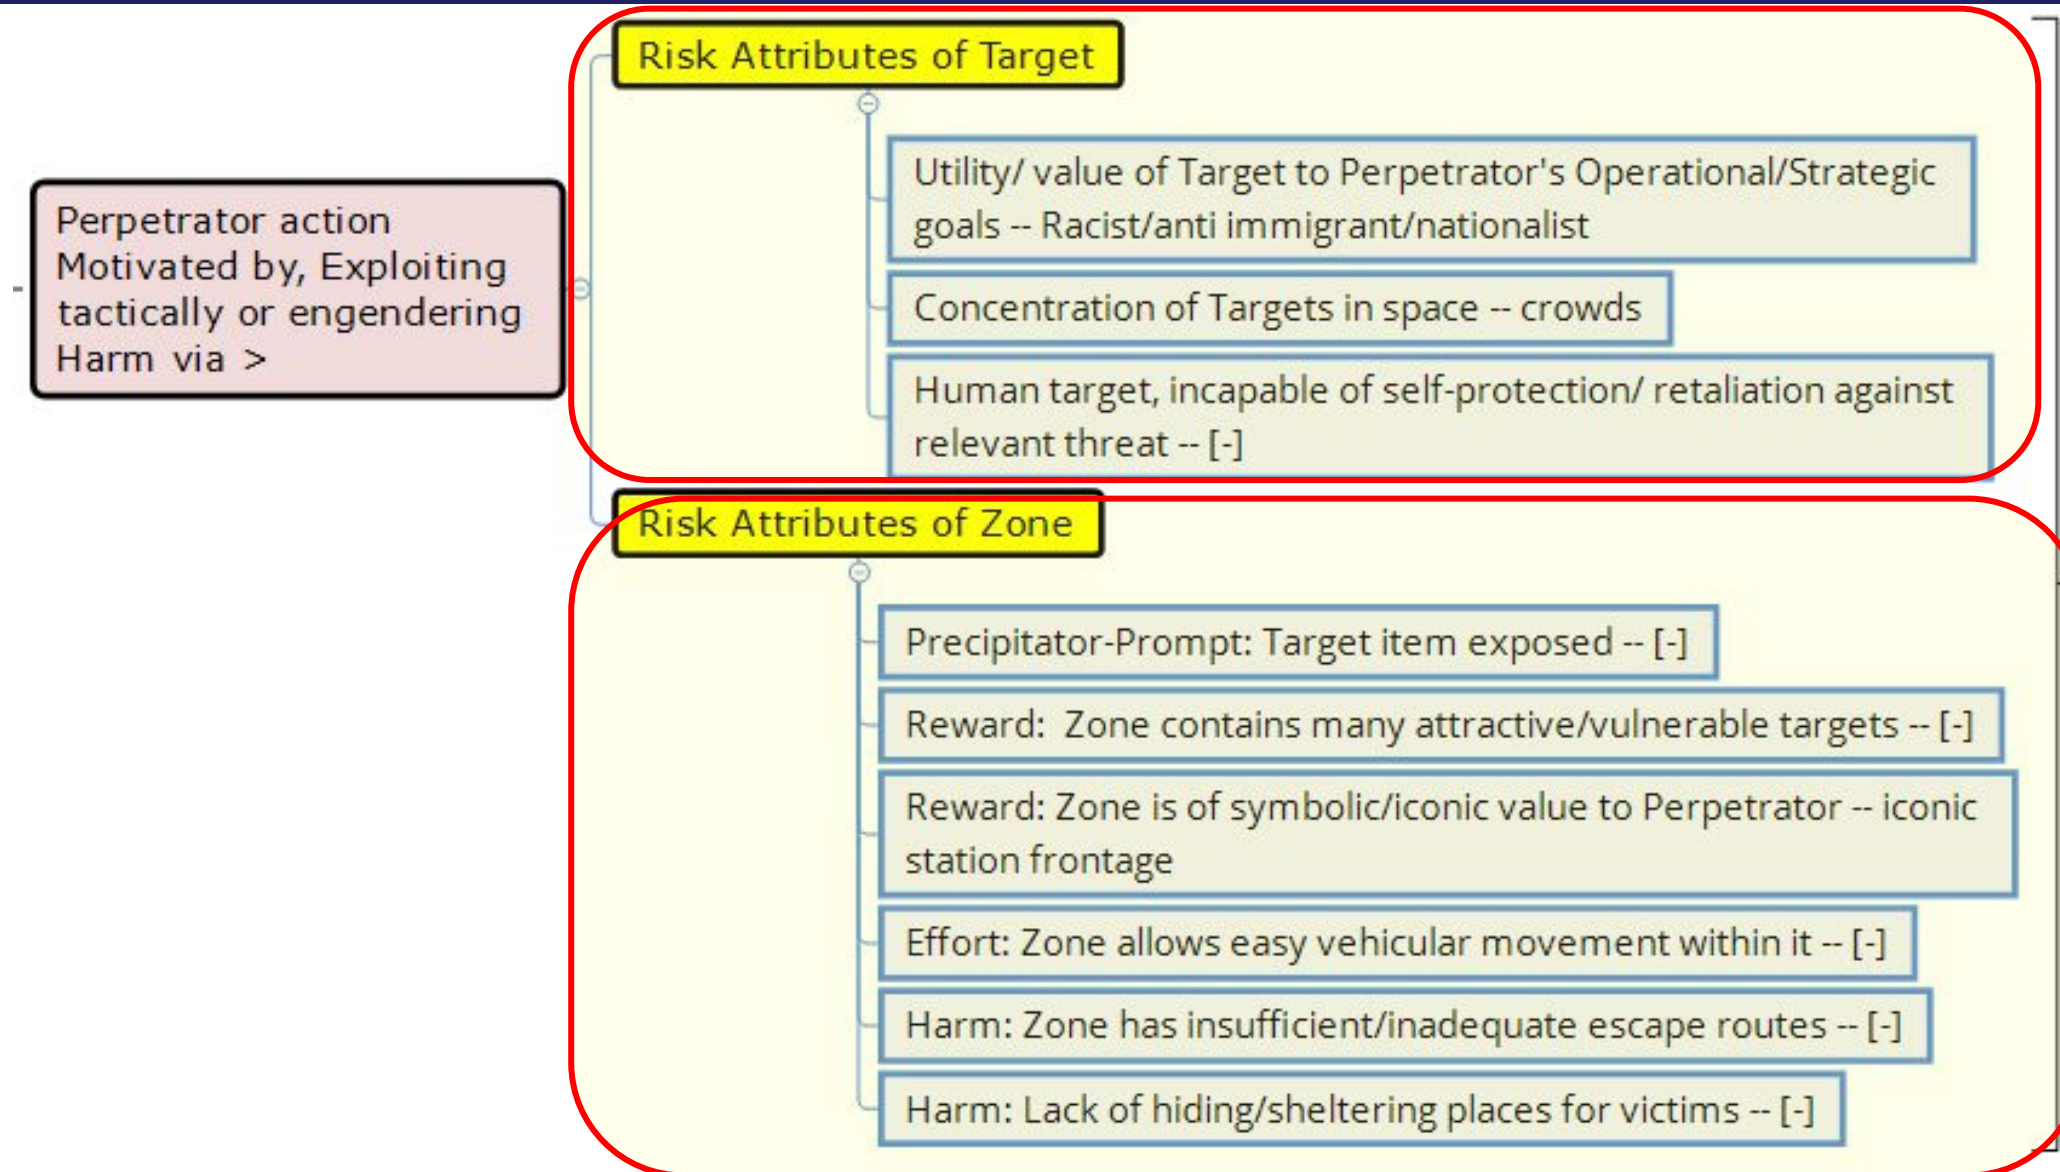 Risk Attributes of Target
Utility/ value of Target to Perpetrator's Operational/Strategic
goals -- Racist/anti immigrant/nationalist
Perpetrator action
Motivated by, Exploiting
tactically or engendering
Harm via >
Concentration of Targets in space -- crowds
Human target, incapable of self-protection/ retaliation against
relevant threat -- [-]
Risk Attributes of Zone
Precipitator-Prompt: Target item exposed -- [-]
Reward: Zone contains many attractive/vulnerable targets -- [-]
Reward: Zone is of symbolic/iconic value to Perpetrator -- iconic
station frontage
Effort: Zone allows easy vehicular movement within it -- [-]
Harm: Zone has insufficient/inadequate escape routes -- [-]
Harm: Lack of hiding/sheltering places for victims -- [-]